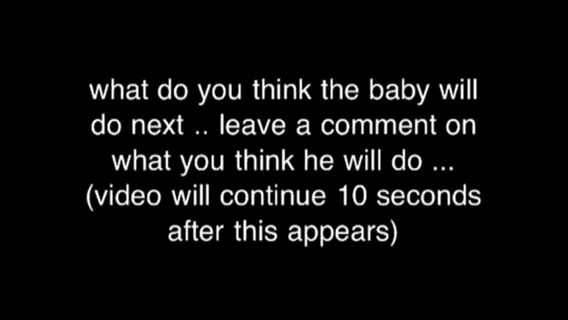 what do you think the baby will
do next .. leave a comment on
what you think he will do ...
(video will continue 10 seconds
after this appears)